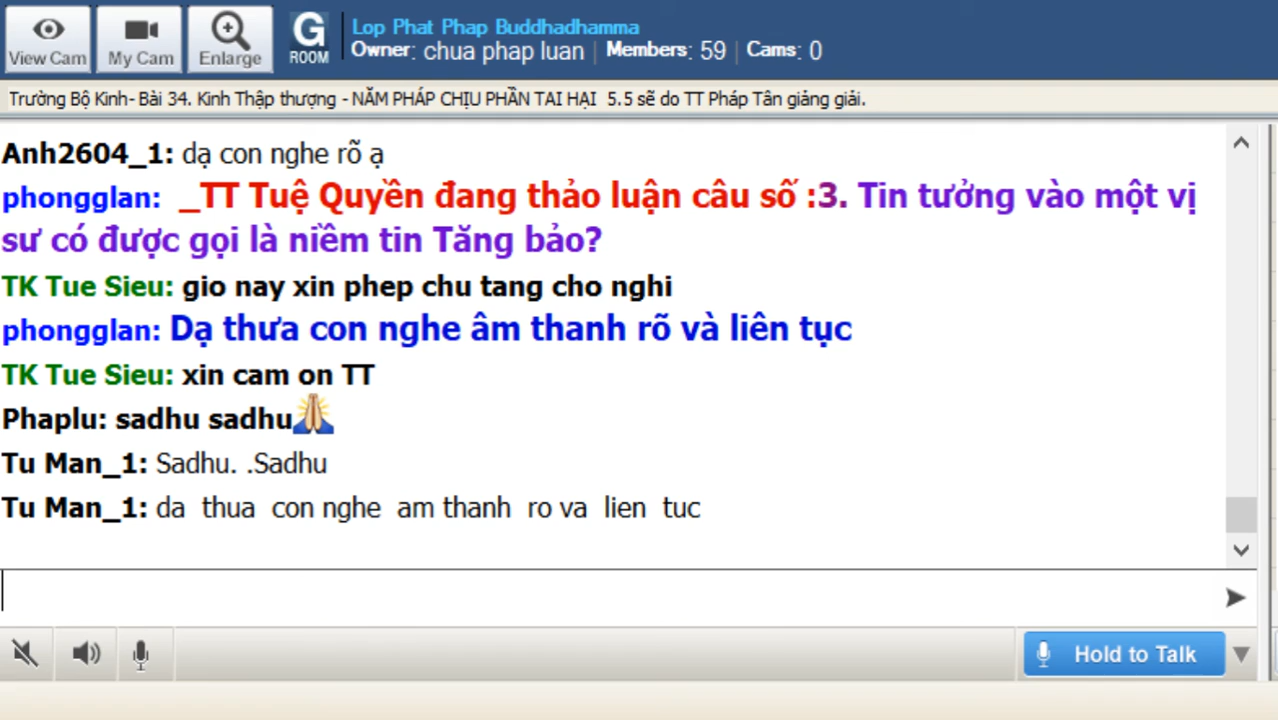 View Cam
My Cam
Enlarge
G
ROOM
Lop Phat Phap Buddhadhamma
Owner: chua phap luan | Members: 59 | Cams: 0
Trường Bộ Kinh- Bài 34. Kinh Thập thượng - NĂM PHÁP CHỊU PHẦN TAI HẠI 5.5 sẽ do TT Pháp Tân giảng giải.
Anh2604_1: dạ con nghe rõ ạ
phongglan: _TT Tuệ Quyền đang thảo luận câu số :3. Tin tưởng vào một vị
sư có được gọi là niềm tin Tăng bảo?
TK Tue Sieu: gio nay xin phep chu tang cho nghi
phongglan: Dạ thưa con nghe âm thanh rõ và liên tục
TK Tue Sieu: xin cam on TT
Phaplu: sadhu sadhu
Tu Man_1: Sadhu. .Sadhu
Tu Man_1: da thua con nghe am thanh ro va lien tuc
Hold to Talk